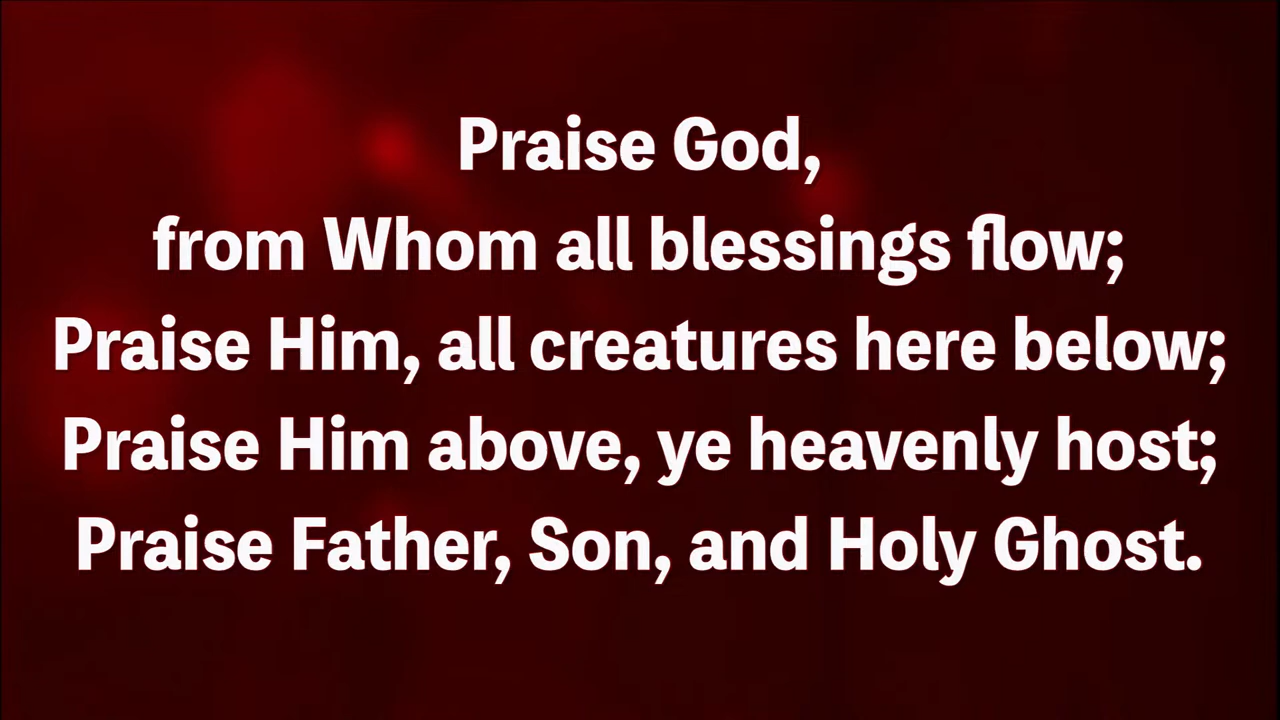 Praise God,
from Whom all blessings flow;
Praise Him, all creatures here below;
Praise Him above, ye heavenly host;
Praise Father, Son, and Holy Ghost.